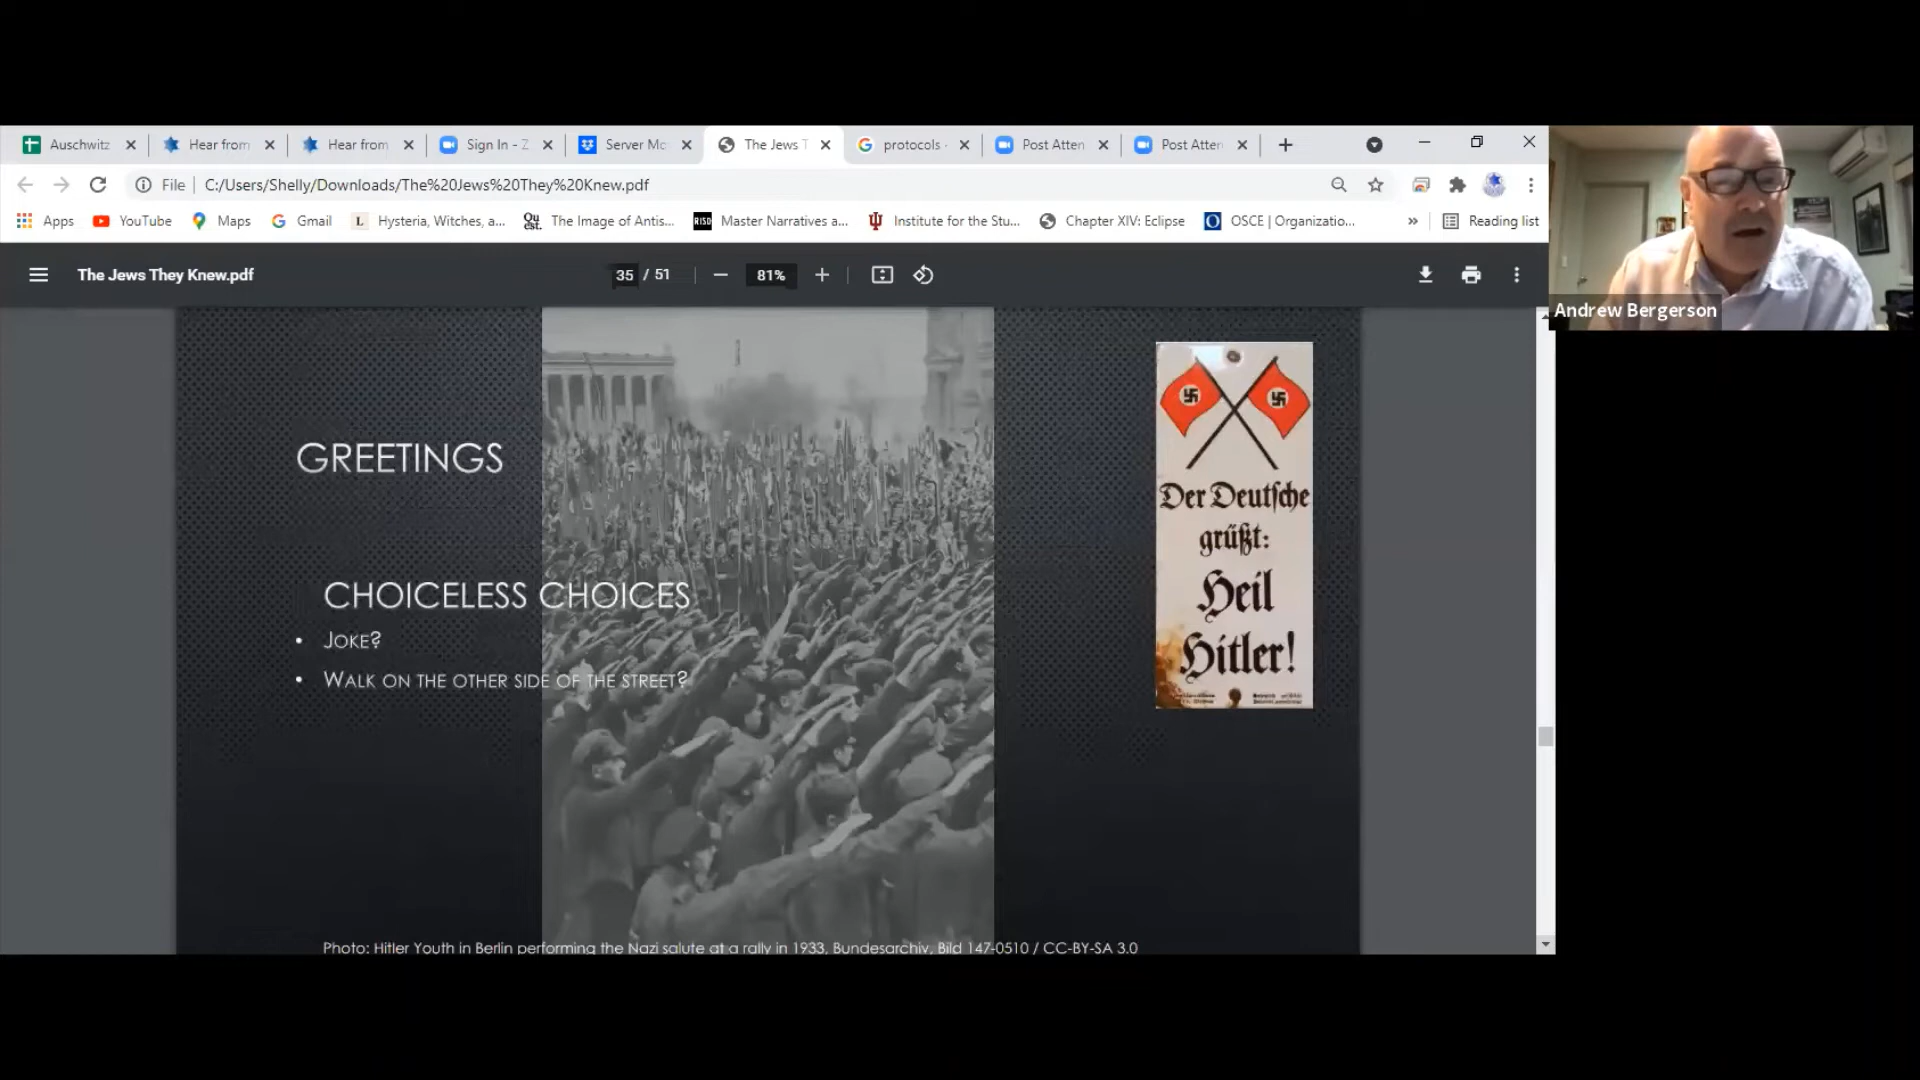 Auschwitz
Hear from
Hear from
Sign In - Z
Server Mo
The Jews T
protocols -
Post Atten
Post Atten
File
C:/Users/Shelly/Downloads/The%20Jews%20They%20Knew.pdf
Apps
YouTube
Maps
Gmail
L
Hysteria, Witches, a...
Qu
est.
The Image of Antis...
RISD
Master Narratives a...
Institute for the Stu...
Chapter XIV: Eclipse
OSCE | Organizatio...
»
Reading list
The Jews They Knew.pdf
35 / 51
81%
Andrew Bergerson
GREETINGS
CHOICELESS CHOICES
• JOKE?
• WALK ON THE OTHER SIDE OF THE STREET?
Der Deutſche
grüßt:
Heil
Hitler!
Photo: Hitler Youth in Berlin performing the Nazi salute at a rally in 1933, Bundesarchiv, Bild 147-0510 / CC-BY-SA 3.0